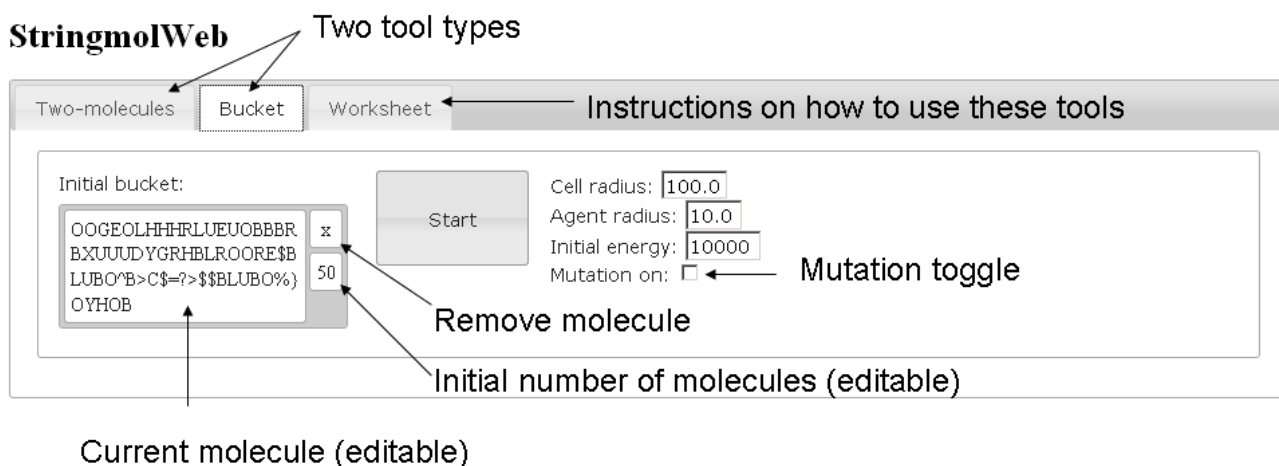 StringmolWeb
Two tool types
Two-molecules
Bucket
Worksheet
Instructions on how to use these tools
Initial bucket:
OOGEOLHHHRLUEUOBBBR
BXUUUDYGRHBLROORE$B
LUBO^B>C$=?>$$BLUBO%}
OYHOB
x
50
Start
Cell radius: 100.0
Agent radius: 10.0
Initial energy: 10000
Mutation on:
Mutation toggle
Remove molecule
Initial number of molecules (editable)
Current molecule (editable)